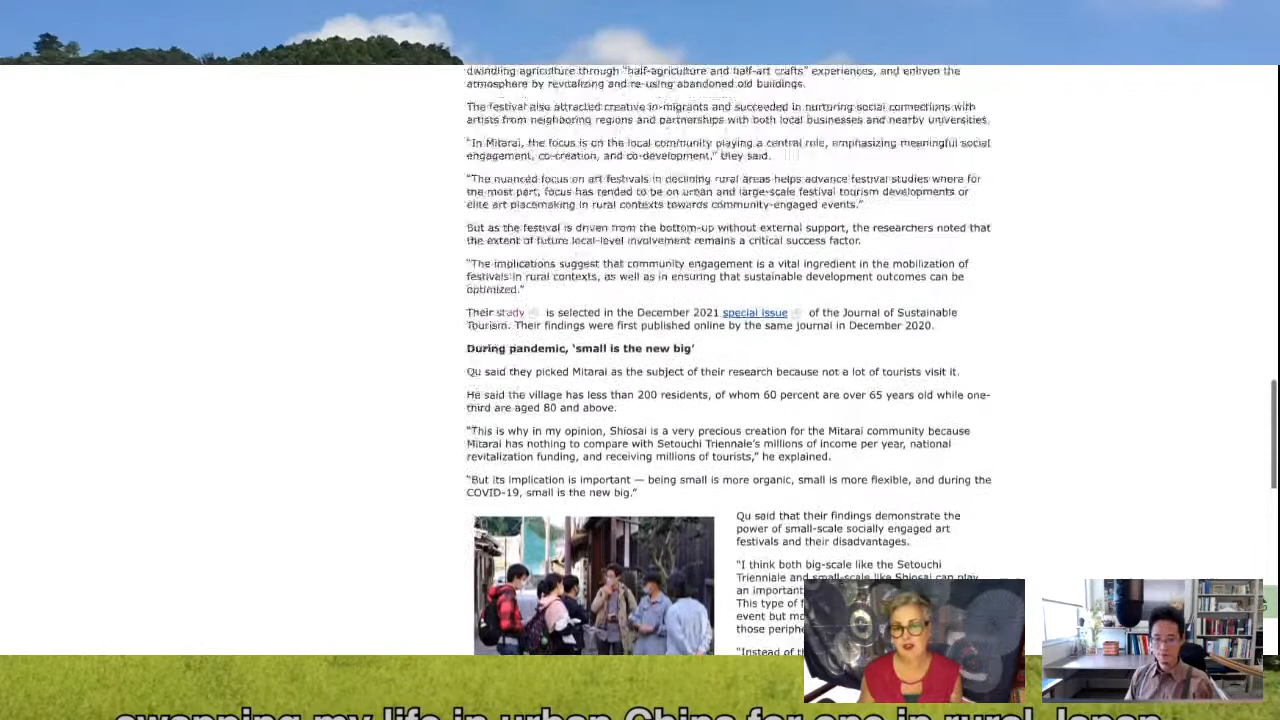 dwindling agriculture through "half-agriculture and half-art crafts" experiences, and enliven the
atmosphere by revitalizing and re-using abandoned old buildings.
The festival also attracted creative in-migrants and succeeded in nurturing social connections with
artists from neighboring regions and partnerships with both local businesses and nearby universities.
"In Mitarai, the focus is on the local community playing a central role, emphasizing meaningful social
engagement, co-creation, and co-development," they said.
"The nuanced focus on art festivals in declining rural areas helps advance festival studies where for
the most part, focus has tended to be on urban and large-scale festival tourism developments or
elite art placemaking in rural contexts towards community-engaged events."
But as the festival is driven from the bottom-up without external support, the researchers noted that
the extent of future local-level involvement remains a critical success factor.
"The implications suggest that community engagement is a vital ingredient in the mobilization of
festivals in rural contexts, as well as in ensuring that sustainable development outcomes can be
optimized."
Their study is selected in the December 2021 special issue of the Journal of Sustainable
Tourism. Their findings were first published online by the same journal in December 2020.
During pandemic, 'small is the new big'
Qu said they picked Mitarai as the subject of their research because not a lot of tourists visit it.
He said the village has less than 200 residents, of whom 60 percent are over 65 years old while one-
third are aged 80 and above.
"This is why in my opinion, Shiosai is a very precious creation for the Mitarai community because
Mitarai has nothing to compare with Setouchi Triennale's millions of income per year, national
revitalization funding, and receiving millions of tourists," he explained.
"But its implication is important — being small is more organic, small is more flexible, and during the
COVID-19, small is the new big."
Qu said that their findings demonstrate the
power of small-scale socially engaged art
festivals and their disadvantages.
"I think both big-scale like the Setouchi
Triennale and small-scale like Shiosai can play
an important
This type of
event but
those
"Instead of
swapping my life in urban China for one in rural Japan